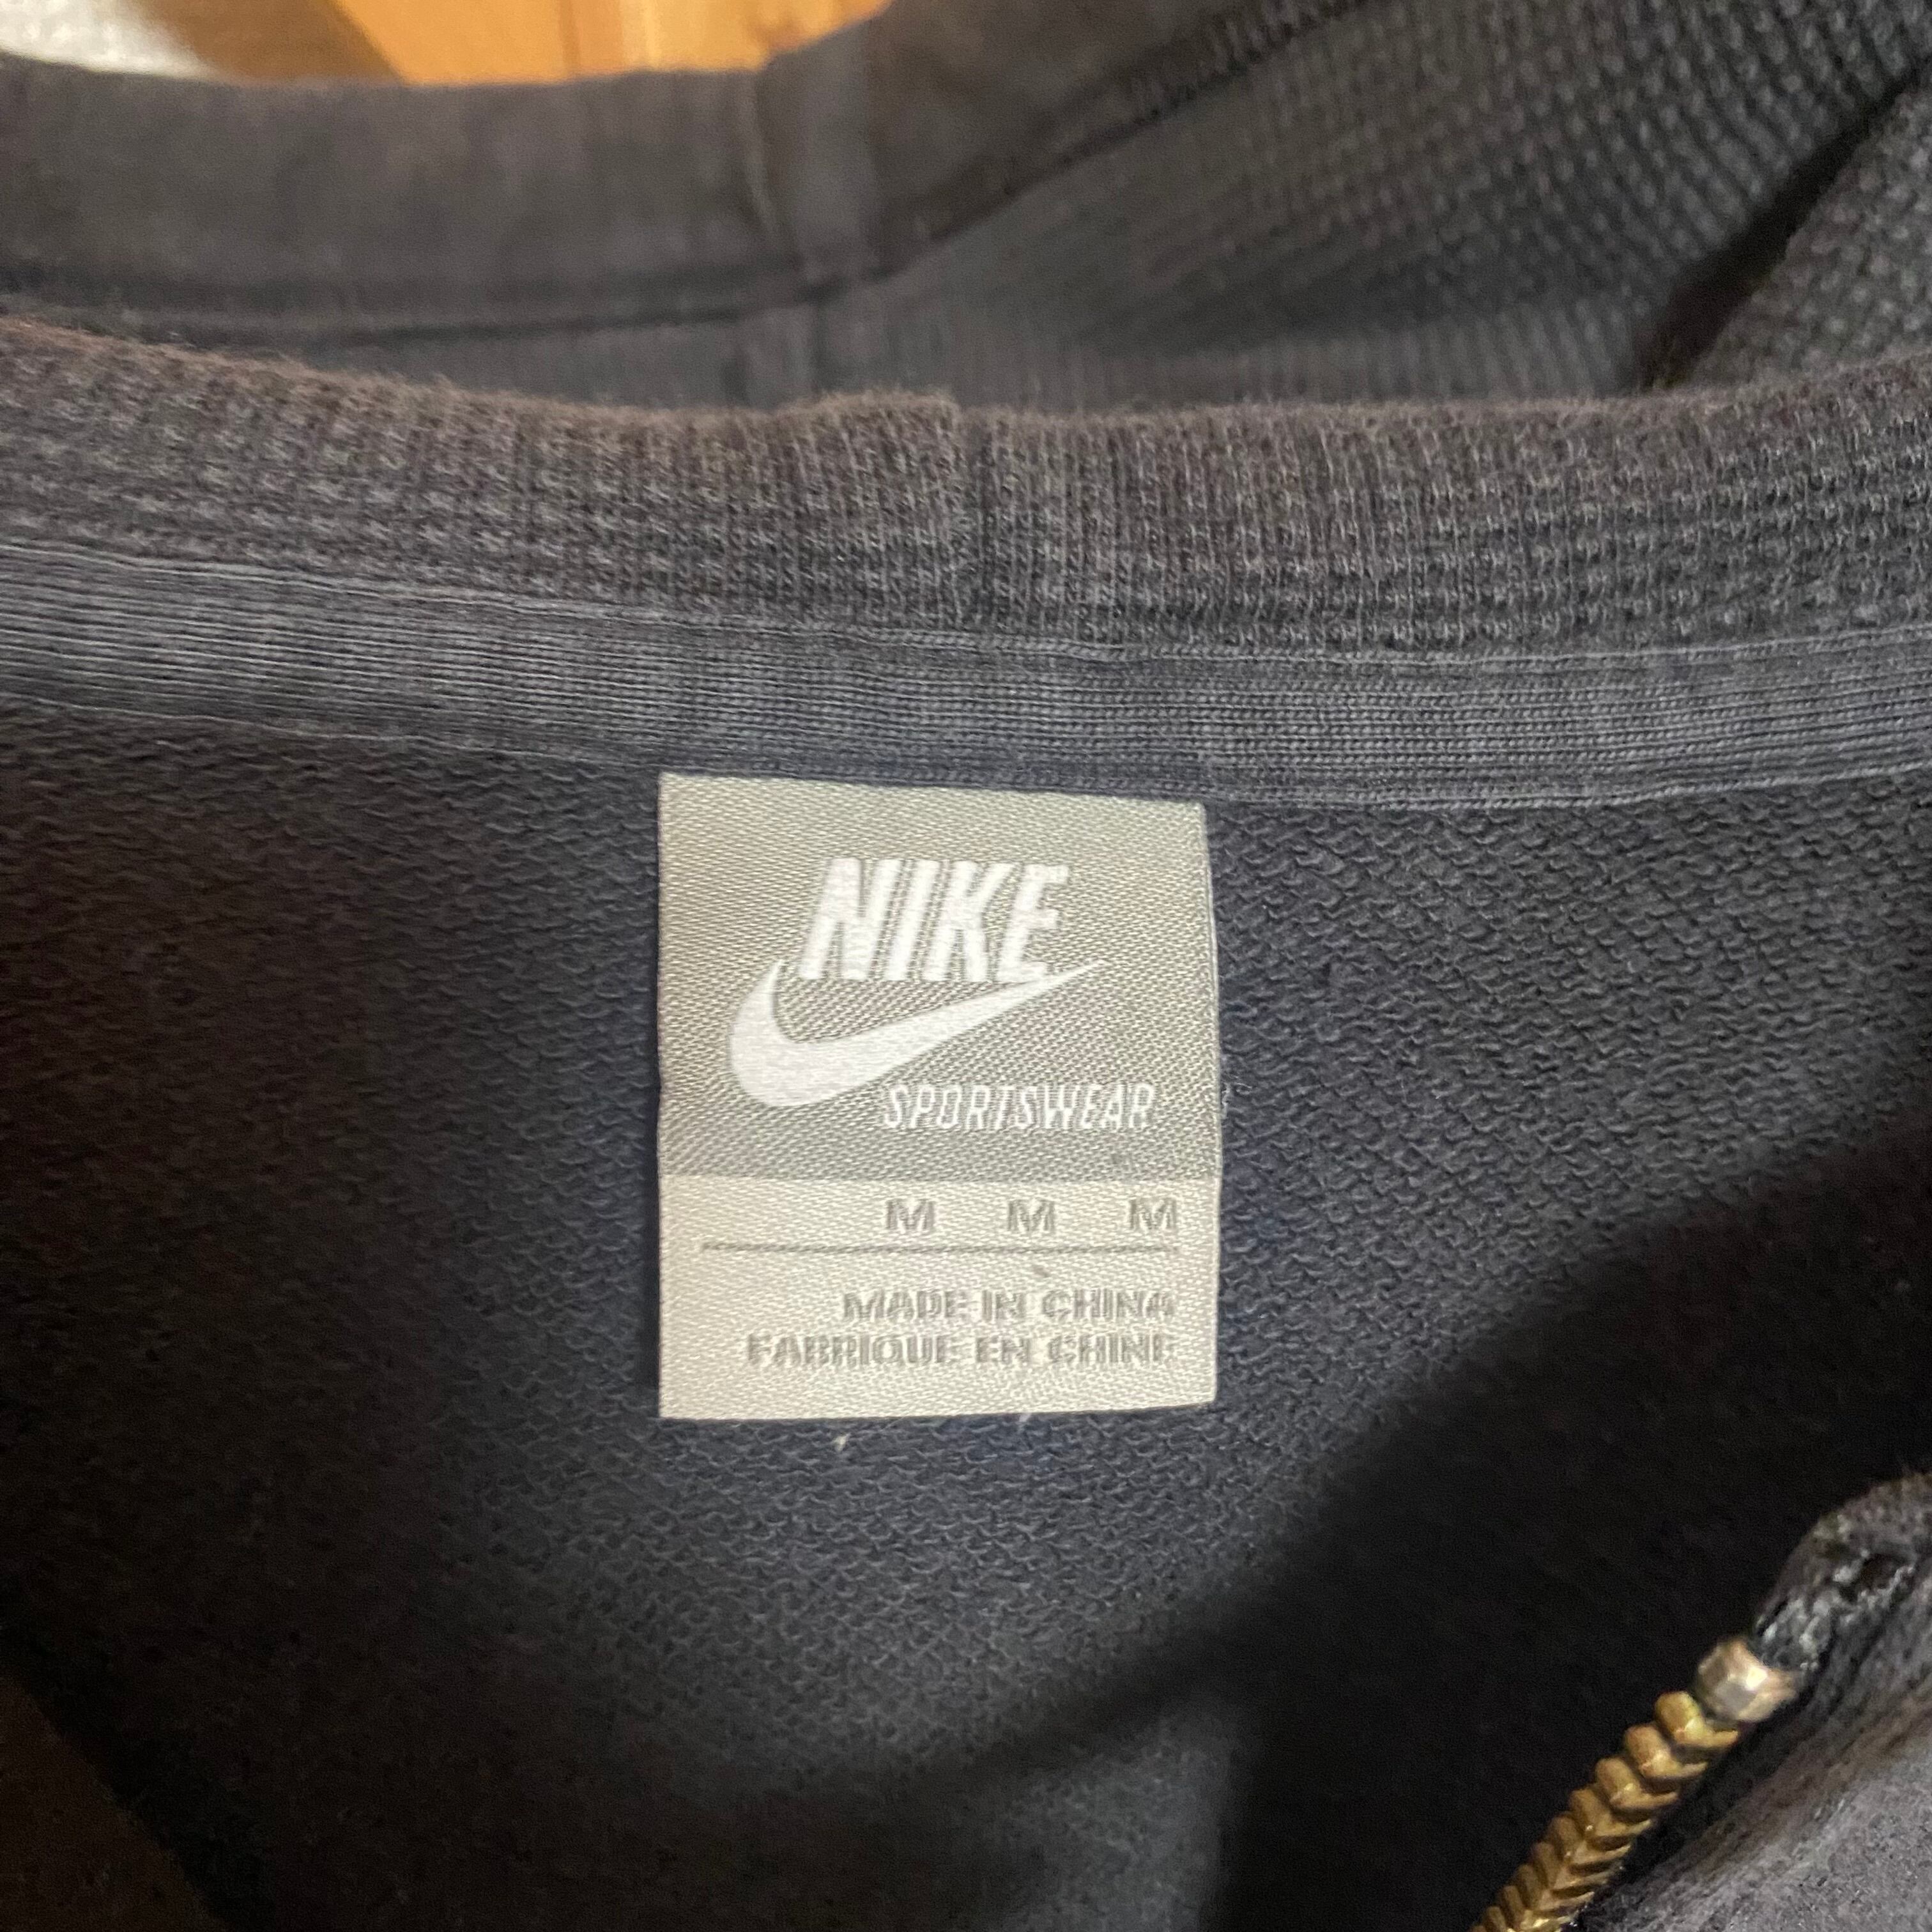 NIKE
SPORTSWEAR
M M M
MADE IN CHINA
FABRIQUE EN CHINE